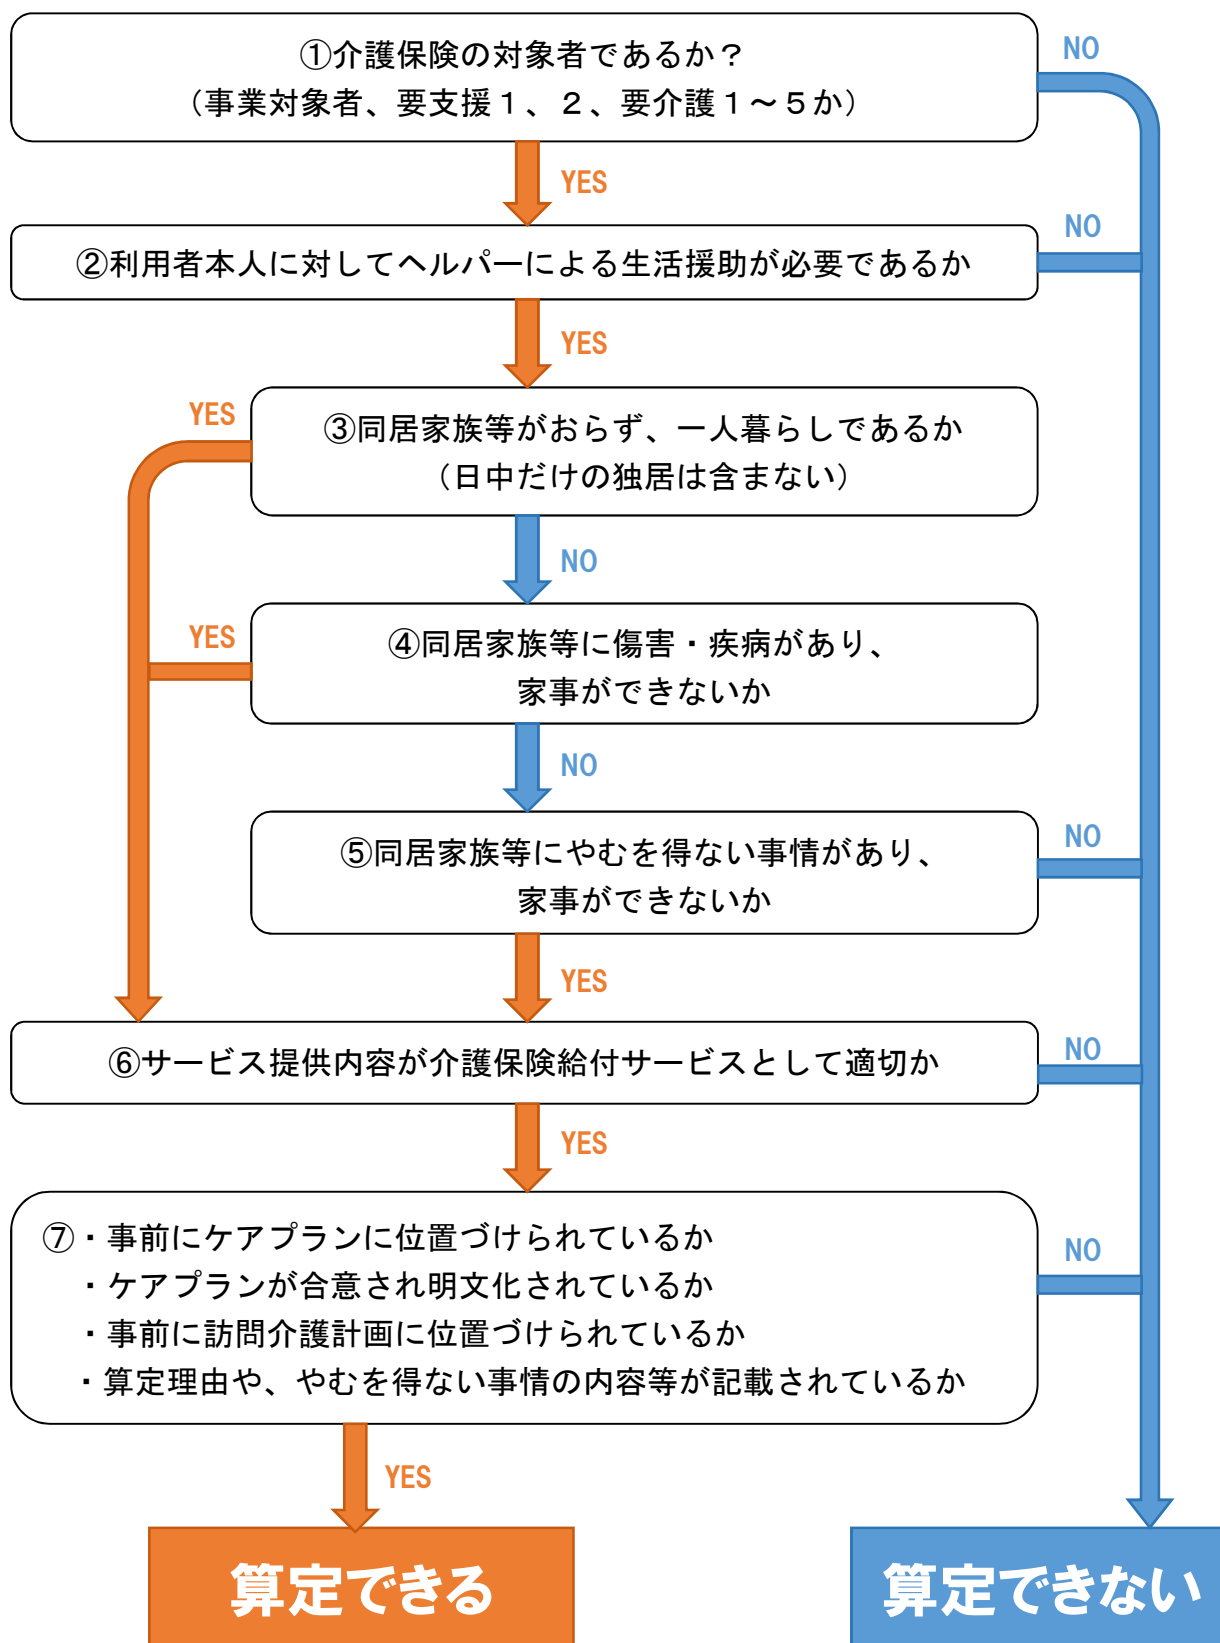 ①介護保険の対象者であるか？
（事業対象者、要支援１、２、要介護１～５か）
NO
YES
②利用者本人に対してヘルパーによる生活援助が必要であるか
NO
YES
③同居家族等がおらず、一人暮らしであるか
（日中だけの独居は含まない）
YES
NO
④同居家族等に傷害・疾病があり、
家事ができないか
YES
NO
⑤同居家族等にやむを得ない事情があり、
家事ができないか
NO
YES
⑥サービス提供内容が介護保険給付サービスとして適切か
NO
YES
⑦・事前にケアプランに位置づけられているか
・ケアプランが合意され明文化されているか
・事前に訪問介護計画に位置づけられているか
・算定理由や、やむを得ない事情の内容等が記載されているか
NO
YES
算定できる
算定できない